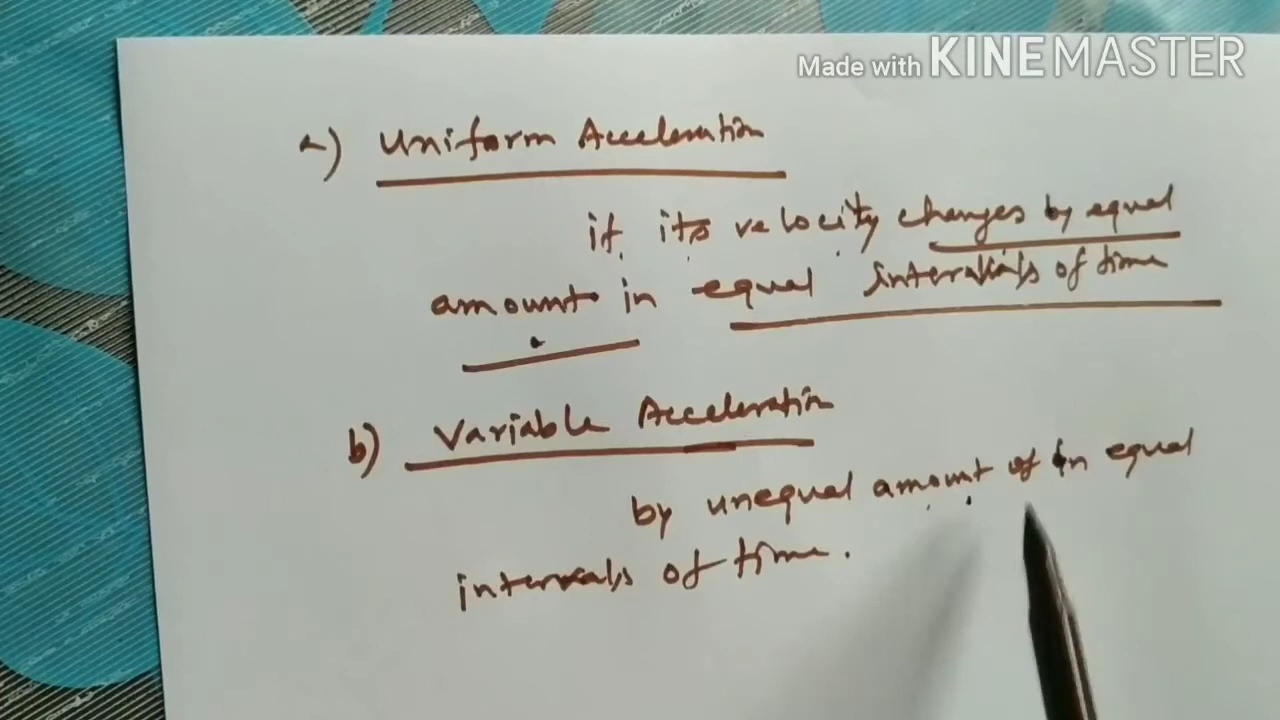 Made with KINEMASTER
a) Uniform Acceleration
if its velocity changes by equal
amount in equal intervals of time
b) Variable Acceleration
by unequal amount of in equal
intervals of time.